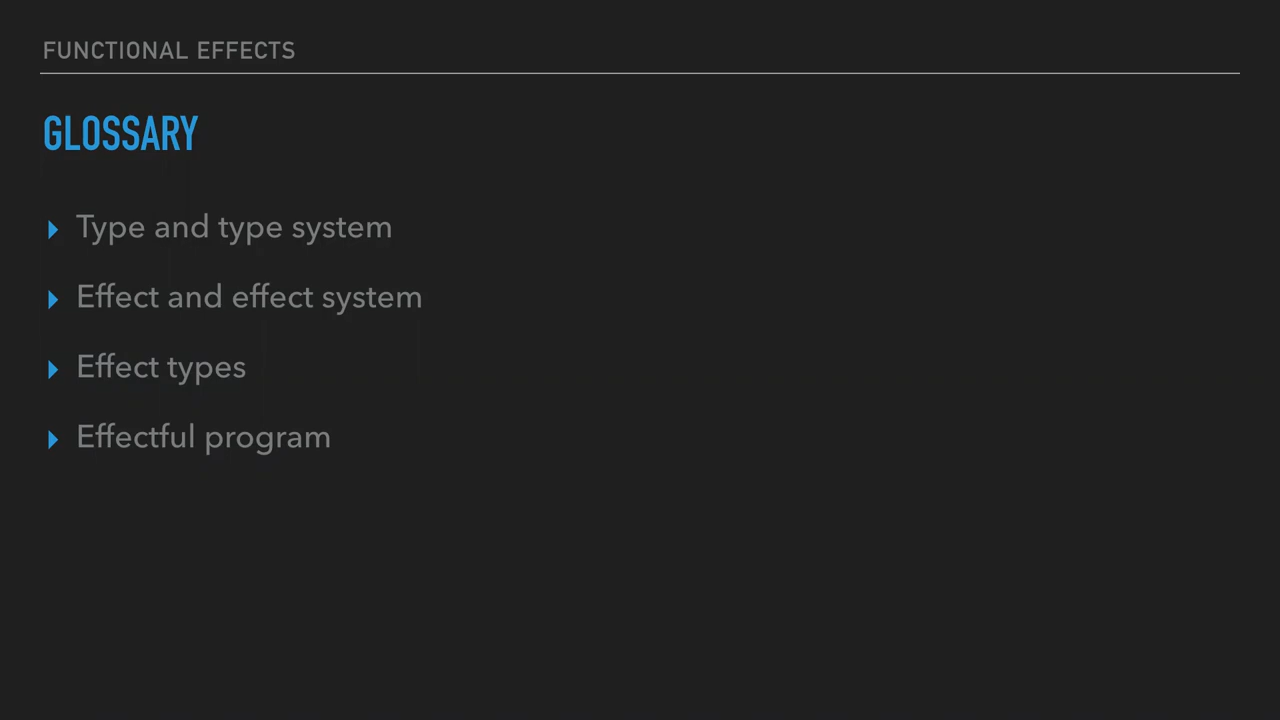 FUNCTIONAL EFFECTS
GLOSSARY
Type and type system
Effect and effect system
Effect types
Effectful program